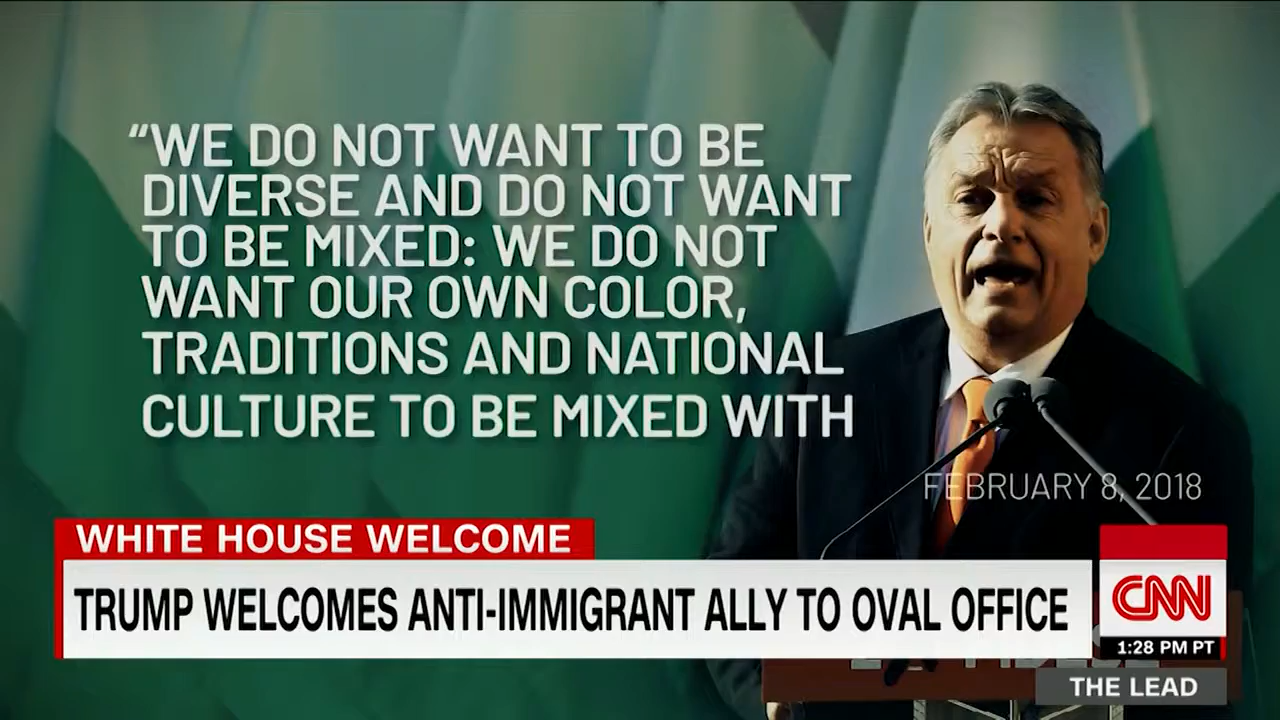 “WE DO NOT WANT TO BE
DIVERSE AND DO NOT WANT
TO BE MIXED: WE DO NOT
WANT OUR OWN COLOR,
TRADITIONS AND NATIONAL
CULTURE TO BE MIXED WITH
FEBRUARY 8, 2018
WHITE HOUSE WELCOME
TRUMP WELCOMES ANTI-IMMIGRANT ALLY TO OVAL OFFICE
CNN
1:28 PM PT
THE LEAD